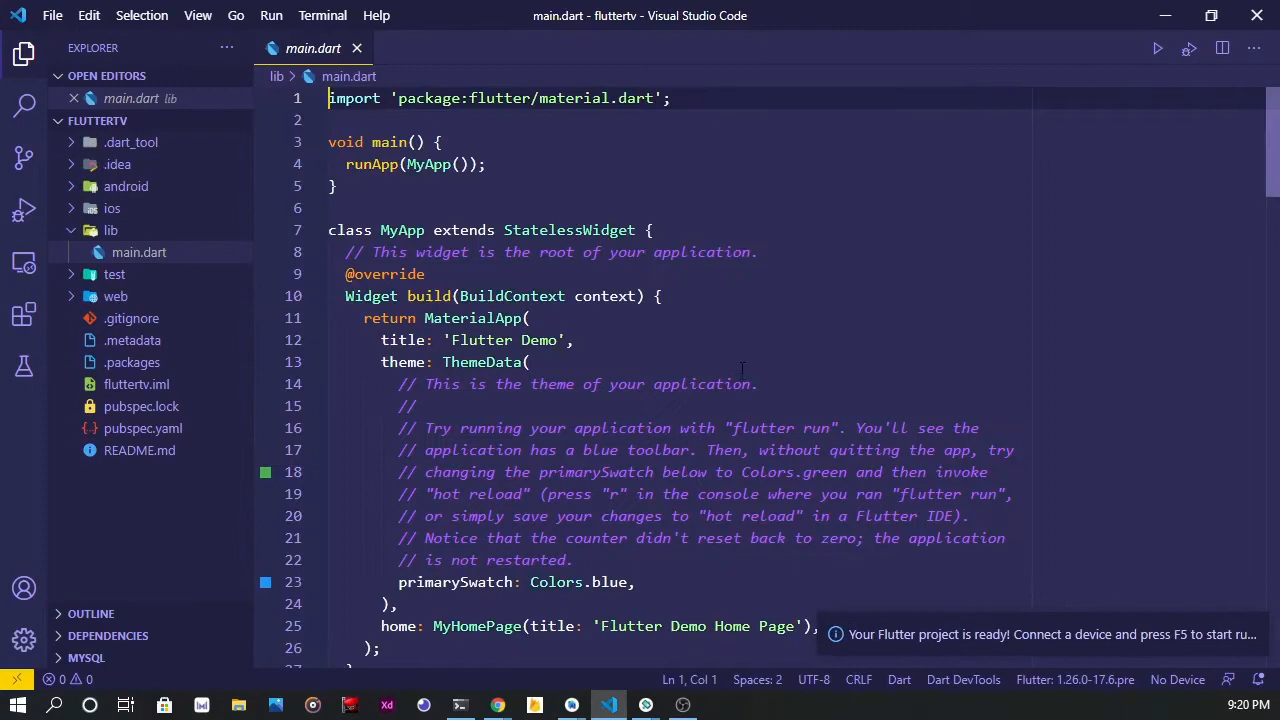 File Edit Selection View Go Run Terminal Help main.dart - fluttertv - Visual Studio Code
EXPLORER
OPEN EDITORS
main.dart lib
FLUTTERTV
.dart_tool
.idea
android
ios
lib
main.dart
test
web
.gitignore
.metadata
.packages
fluttertv.iml
pubspec.lock
pubspec.yaml
README.md
OUTLINE
DEPENDENCIES
MYSQL
main.dart
lib > main.dart
1 import 'package:flutter/material.dart';
2
3 void main() {
4 runApp(MyApp());
5 }
6
7 class MyApp extends StatelessWidget {
8 // This widget is the root of your application.
9 @override
10 Widget build(BuildContext context) {
11 return MaterialApp(
12 title: 'Flutter Demo',
13 theme: ThemeData(
14 // This is the theme of your application.
15 //
16 // Try running your application with "flutter run". You'll see the
17 // application has a blue toolbar. Then, without quitting the app, try
18 // changing the primarySwatch below to Colors.green and then invoke
19 // "hot reload" (press "r" in the console where you ran "flutter run",
20 // or simply save your changes to "hot reload" in a Flutter IDE).
21 // Notice that the counter didn't reset back to zero; the application
22 // is not restarted.
23 primarySwatch: Colors.blue,
24 ),
25 home: MyHomePage(title: 'Flutter Demo Home Page'),
26 );
27 }
Your Flutter project is ready! Connect a device and press F5 to start ru...
0 0 Ln 1, Col 1 Spaces: 2 UTF-8 CRLF Dart Dart DevTools Flutter: 1.26.0-17.6.pre No Device
Xd
9:20 PM